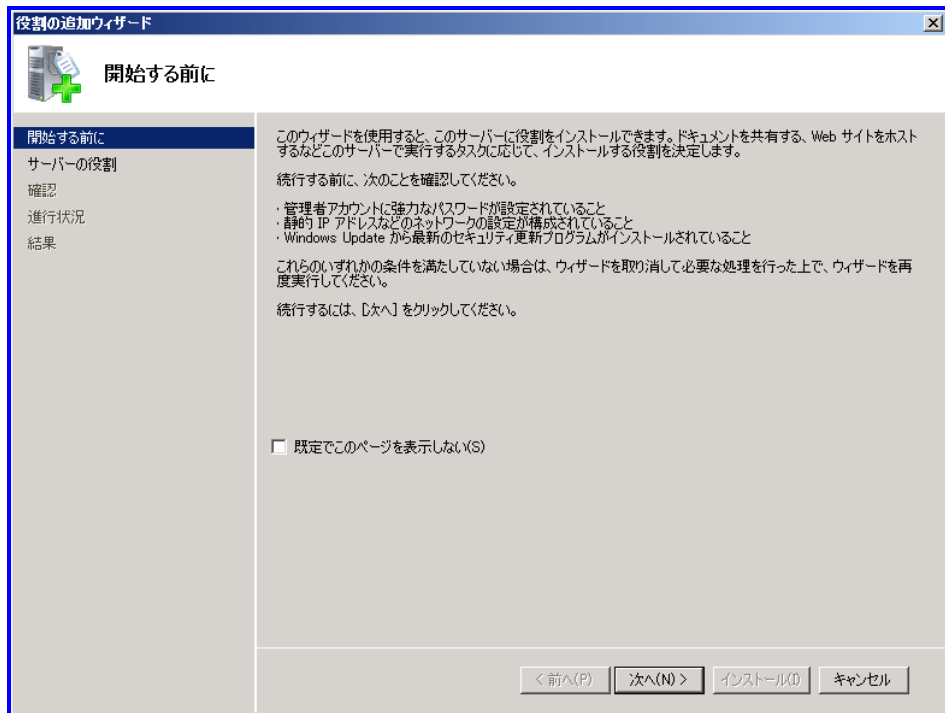 役割の追加ウィザード
開始する前に
開始する前に
サーバーの役割
確認
進行状況
結果
このウィザードを使用すると、このサーバーに役割をインストールできます。ドキュメントを共有する、Web サイトをホスト
するなどこのサーバーで実行するタスクに応じて、インストールする役割を決定します。
続行する前に、次のことを確認してください。
・管理者アカウントに強力なパスワードが設定されていること
・静的 IP アドレスなどのネットワークの設定が構成されていること
・Windows Update から最新のセキュリティ更新プログラムがインストールされていること
これらのいずれかの条件を満たしていない場合は、ウィザードを取り消して必要な処理を行った上で、ウィザードを再
度実行してください。
続行するには、[次へ] をクリックしてください。
既定でこのページを表示しない(S)
< 前へ(P)
次へ(N) >
インストール(I)
キャンセル